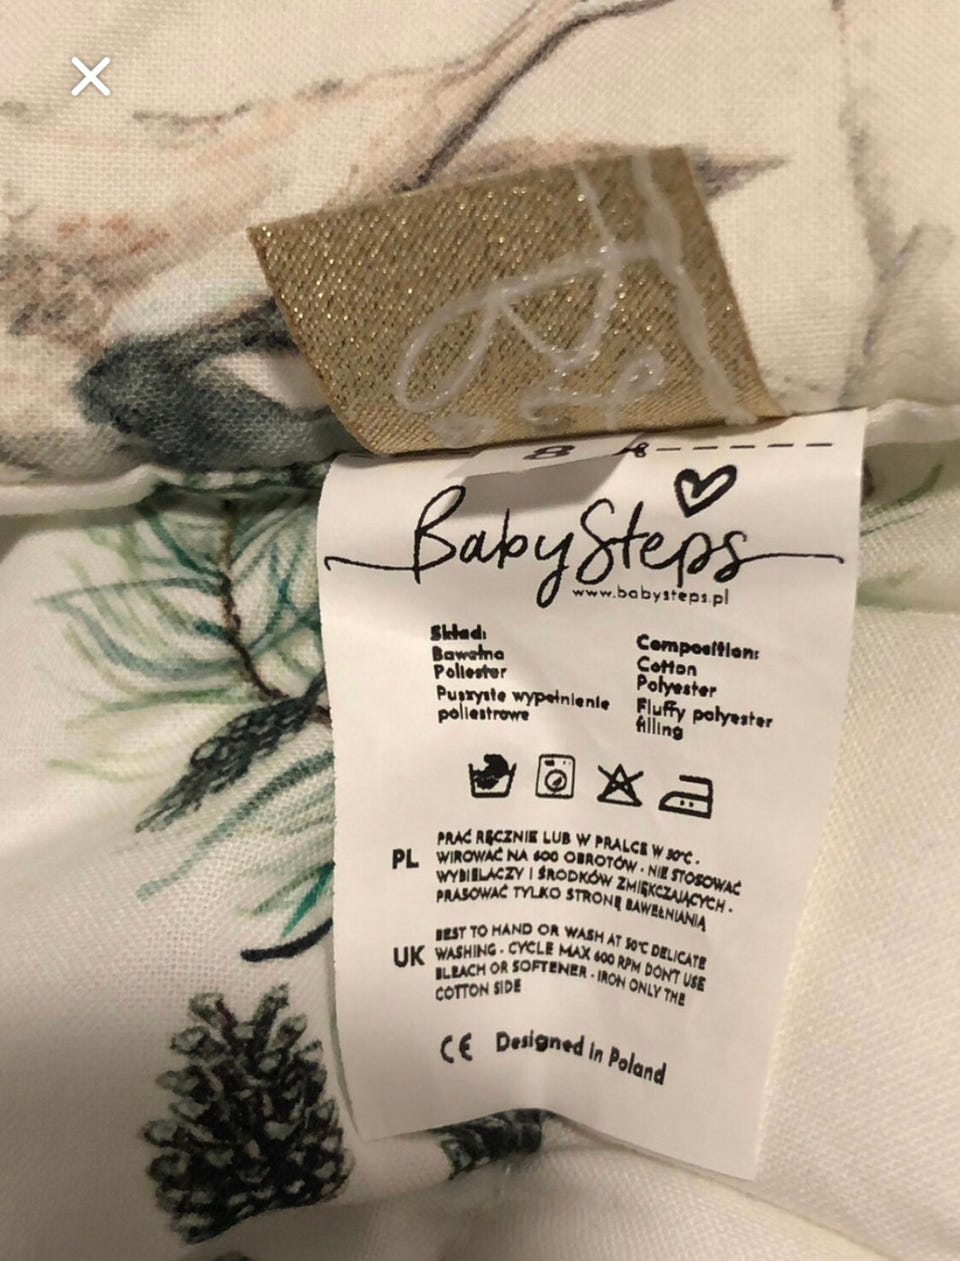 Baby Steps
www.babysteps.pl
Skład:
Bawełna
Poliester
Puszyste wypełnienie
poliestrowe
Composition:
Cotton
Polyester
Fluffy polyester
filling
PL
PRAĆ RĘCZNIE LUB W PRALCE W 30°C -
WIROWAĆ NA 600 OBROTÓW - NIE STOSOWAĆ
WYBIELACZY I ŚRODKÓW ZMIĘKCZAJĄCYCH -
PRASOWAĆ TYLKO STRONĘ BAWEŁNIANIĄ
UK
BEST TO HAND OR WASH AT 30°C DELICATE
WASHING - CYCLE MAX 600 RPM DON'T USE
BLEACH OR SOFTENER - IRON ONLY THE
COTTON SIDE
CE Designed in Poland